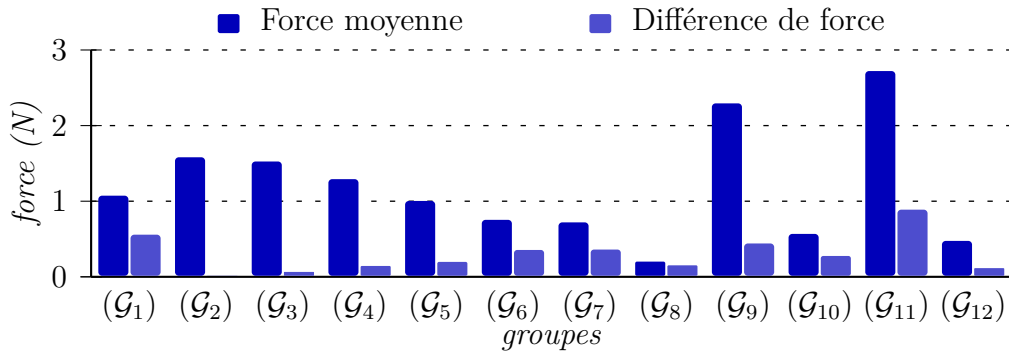 Force moyenne Différence de force
3
2
1
0
force (N)
(𝒢₁) (𝒢₂) (𝒢₃) (𝒢₄) (𝒢₅) (𝒢₆) (𝒢₇) (𝒢₈) (𝒢₉) (𝒢₁₀) (𝒢₁₁) (𝒢₁₂)
groupes